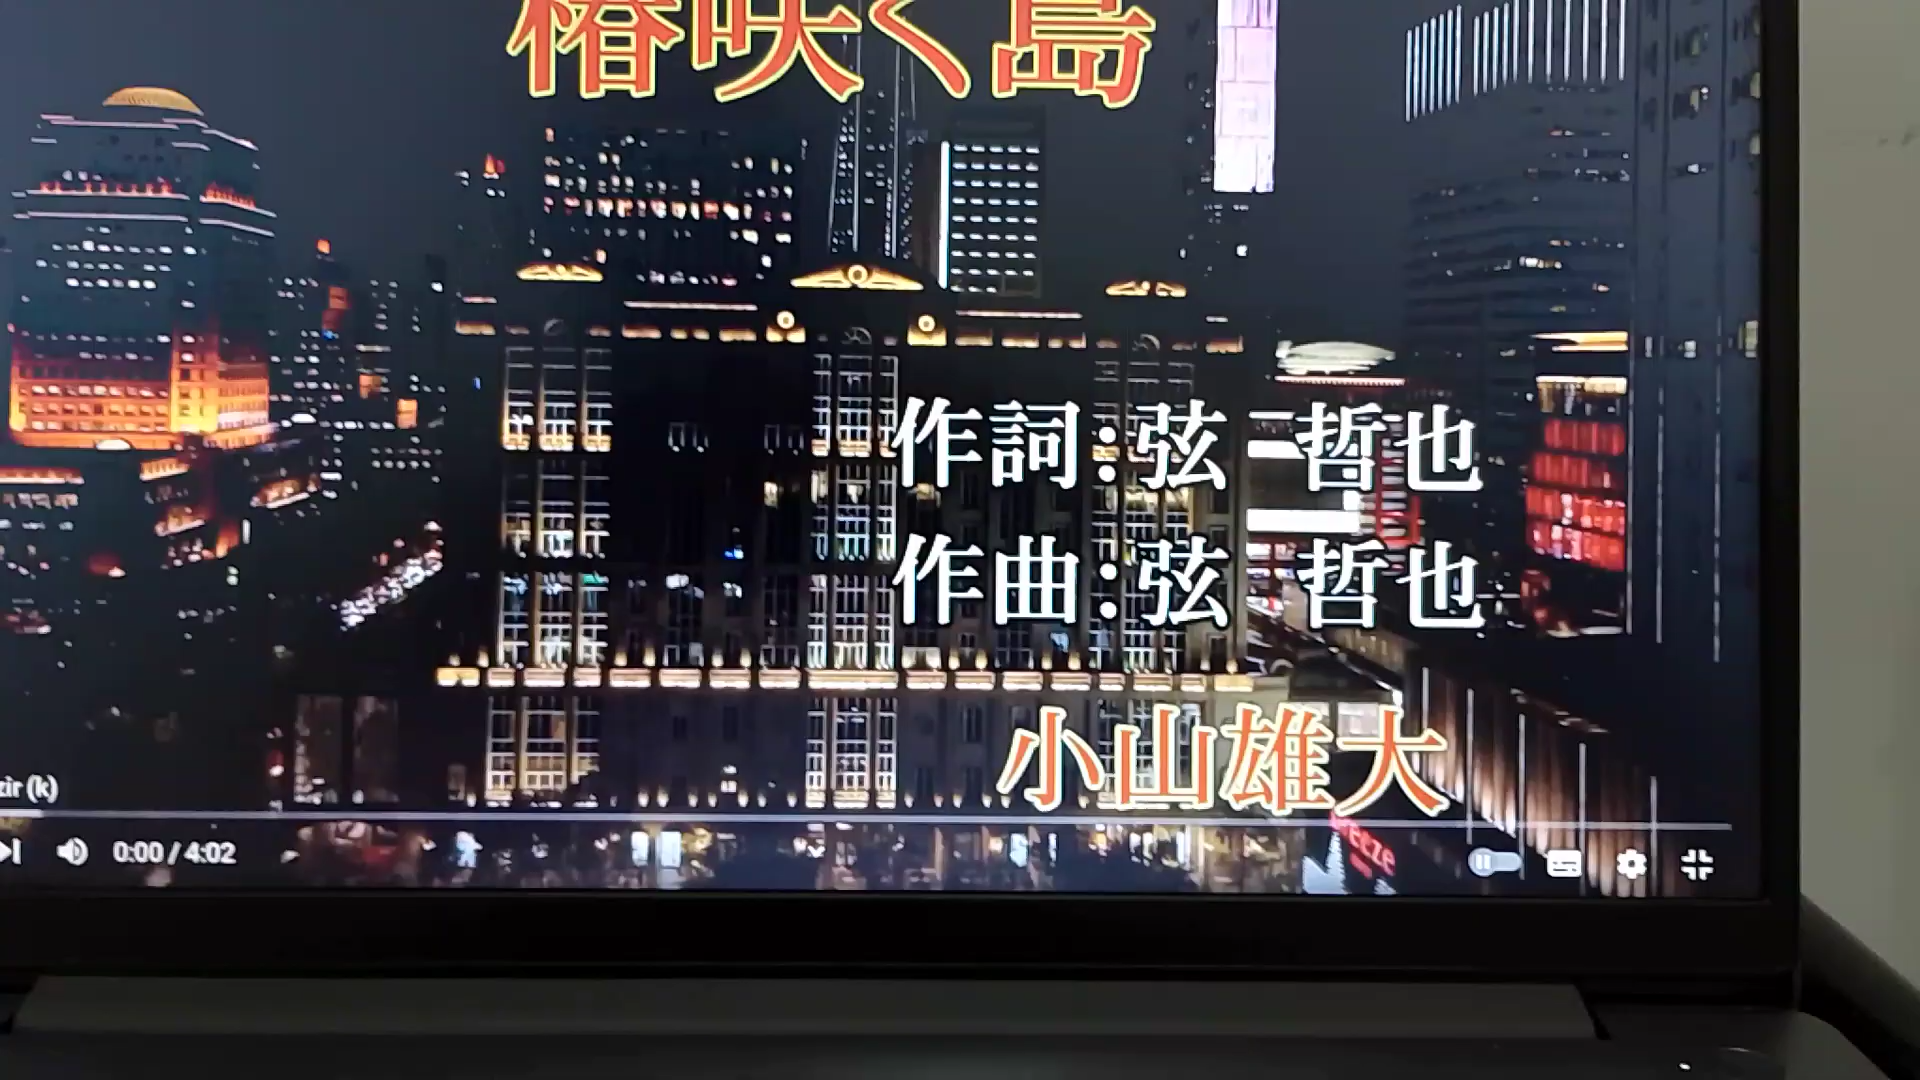 椿咲く島
作詞:弦 哲也
作曲:弦 哲也
小山雄大
zir (k)
0:00 / 4:02